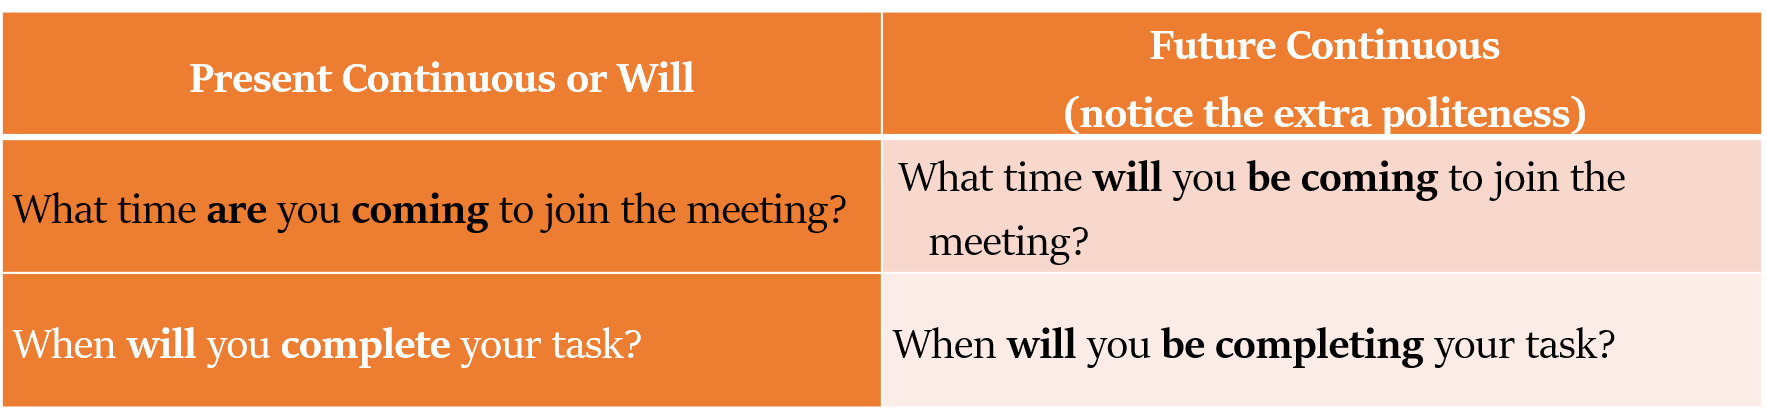 Present Continuous or Will
Future Continuous
(notice the extra politeness)
What time are you coming to join the meeting?
What time will you be coming to join the
meeting?
When will you complete your task?
When will you be completing your task?